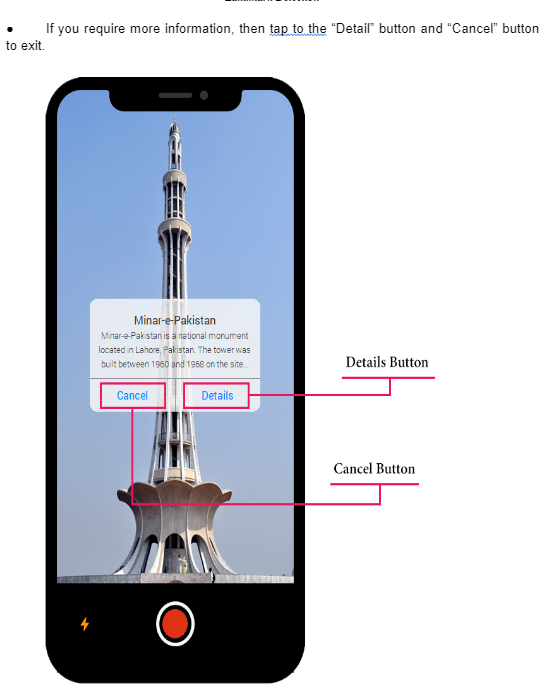 ● If you require more information, then tap to the “Detail” button and “Cancel” button
to exit.
Minar-e-Pakistan
Minar-e-Pakistan is a national monument
located in Lahore, Pakistan. The tower was
built between 1960 and 1968 on the site...
Cancel Details
Details Button
Cancel Button